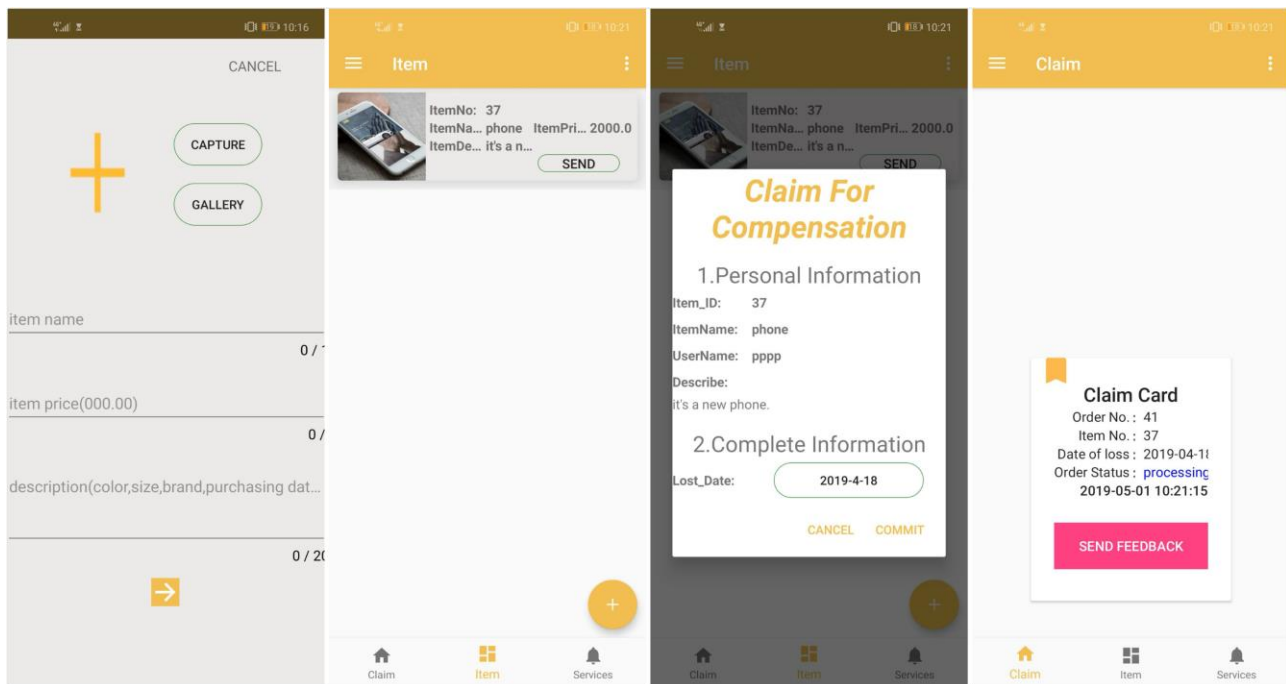 10:16
CANCEL
CAPTURE
GALLERY
item name
0 / 1
item price(000.00)
0 /
description(color,size,brand,purchasing dat...
0 / 20
10:21
Item
ItemNo: 37
ItemNa... phone ItemPri... 2000.0
ItemDe... it's a n...
SEND
+
Claim Item Services
10:21
Item
ItemNo: 37
ItemNa... phone ItemPri... 2000.0
ItemDe... it's a n...
SEND
Claim For
Compensation
1.Personal Information
Item_ID: 37
ItemName: phone
UserName: pppp
Describe:
it's a new phone.
2.Complete Information
Lost_Date: 2019-4-18
CANCEL COMMIT
+
Claim Item Services
10:21
Claim
Claim Card
Order No.: 41
Item No.: 37
Date of loss: 2019-04-18
Order Status: processing
2019-05-01 10:21:15
SEND FEEDBACK
Claim Item Services